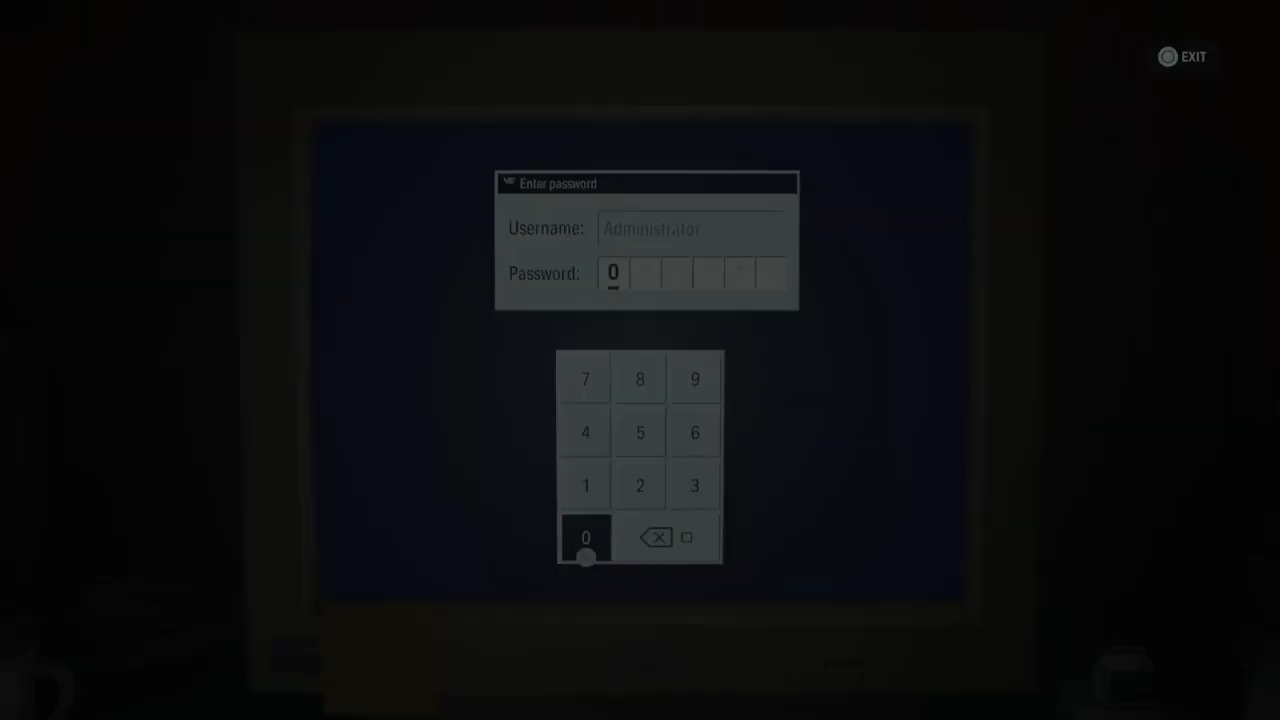 EXIT
Enter password
Username: Administrator
Password: 0
7 8 9
4 5 6
1 2 3
0